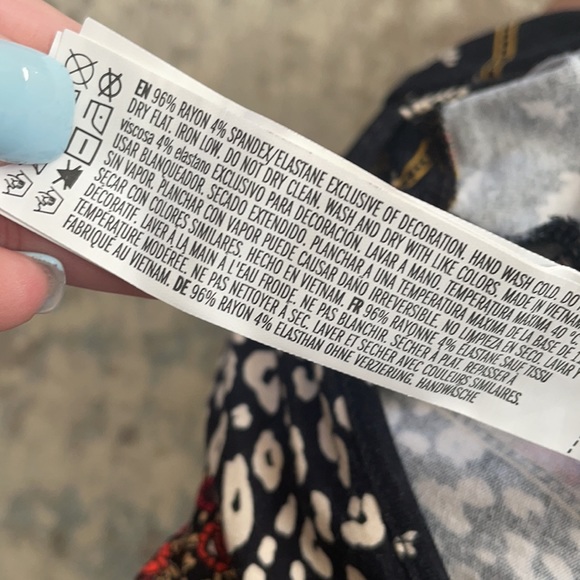 EN 96% RAYON 4% SPANDEX/ELASTANE EXCLUSIVE OF DECORATION. HAND WASH COLD. DO
DRY FLAT. IRON LOW. DO NOT DRY CLEAN. WASH AND DRY WITH LIKE COLORS. MADE IN VIETNAM
viscosa 4% elastano EXCLUSIVO PARA DECORACIÓN. LAVAR A MANO. TEMPERATURA MÁXIMA 40 º
USAR BLANQUEADOR. SECADO EXTENDIDO. PLANCHAR A UNA TEMPERATURA MÁXIMA DE LA BASE DE
SIN VAPOR. PLANCHAR CON VAPOR PUEDE CAUSAR DAÑO IRREVERSIBLE. NO LIMPIEZA EN SECO. LAVAR Y
SECAR CON COLORES SIMILARES. HECHO EN VIETNAM. FR 96% RAYONNE 4% ELASTANE SAUF TISSU
DÉCORATIF. LAVER À LA MAIN À L'EAU FROIDE. NE PAS BLANCHIR. SECHER A PLAT. REPASSER A
TEMPÉRATURE MODÉRÉE. NE PAS NETTOYER A SEC. LAVER ET SECHER AVEC COULEURS SIMILAIRES.
FABRIQUE AU VIETNAM. DE 96% RAYON 4% ELASTHAN OHNE VERZIERUNG. HANDWÄSCHE